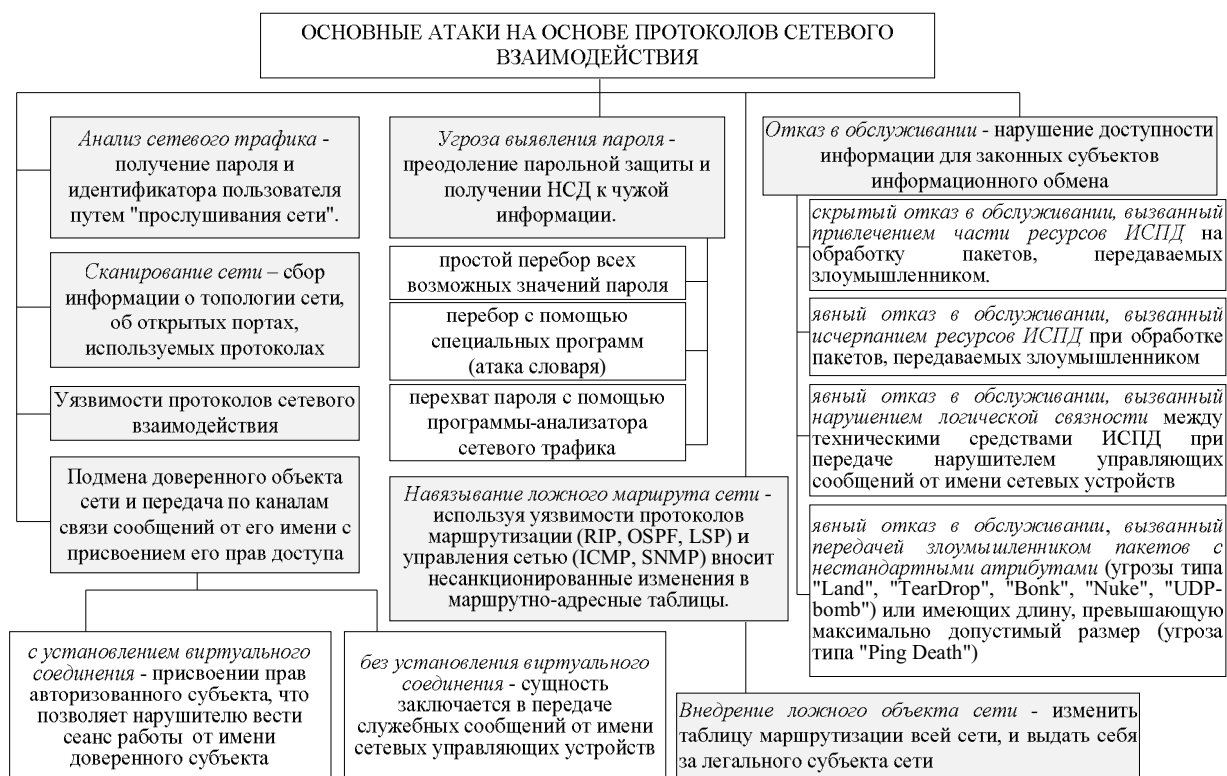 ОСНОВНЫЕ АТАКИ НА ОСНОВЕ ПРОТОКОЛОВ СЕТЕВОГО
ВЗАИМОДЕЙСТВИЯ
Анализ сетевого трафика -
получение пароля и
идентификатора пользователя
путем "прослушивания сети".
Сканирование сети – сбор
информации о топологии сети,
об открытых портах,
используемых протоколах
Уязвимости протоколов сетевого
взаимодействия
Подмена доверенного объекта
сети и передача по каналам
связи сообщений от его имени с
присвоением его прав доступа
с установлением виртуального
соединения - присвоении прав
авторизованного субъекта, что
позволяет нарушителю вести
сеанс работы от имени
доверенного субъекта
без установления виртуального
соединения - сущность
заключается в передаче
служебных сообщений от имени
сетевых управляющих устройств
Угроза выявления пароля -
преодоление парольной защиты и
получении НСД к чужой
информации.
простой перебор всех
возможных значений пароля
перебор с помощью
специальных программ
(атака словаря)
перехват пароля с помощью
программы-анализатора
сетевого трафика
Навязывание ложного маршрута сети -
используя уязвимости протоколов
маршрутизации (RIP, OSPF, LSP) и
управления сетью (ICMP, SNMP) вносит
несанкционированные изменения в
маршрутно-адресные таблицы.
Внедрение ложного объекта сети - изменить
таблицу маршрутизации всей сети, и выдать себя
за легального субъекта сети
Отказ в обслуживании - нарушение доступности
информации для законных субъектов
информационного обмена
скрытый отказ в обслуживании, вызванный
привлечением части ресурсов ИСПД на
обработку пакетов, передаваемых
злоумышленником.
явный отказ в обслуживании, вызванный
исчерпанием ресурсов ИСПД при обработке
пакетов, передаваемых злоумышленником
явный отказ в обслуживании, вызванный
нарушением логической связности между
техническими средствами ИСПД при
передаче нарушителем управляющих
сообщений от имени сетевых устройств
явный отказ в обслуживании, вызванный
передачей злоумышленником пакетов с
нестандартными атрибутами (угрозы типа
"Land", "TearDrop", "Bonk", "Nuke", "UDP-
bomb") или имеющих длину, превышающую
максимально допустимый размер (угроза
типа "Ping Death")